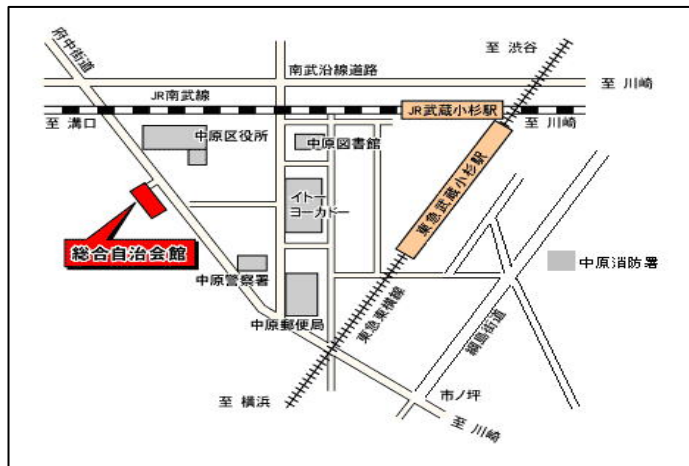 府中街道
至 渋谷
南武沿線道路
至 川崎
JR南武線
JR武蔵小杉駅
至 溝口
至 川崎
中原区役所
中原図書館
東急武蔵小杉駅
イトー
ヨーカドー
総合自治会館
中原消防署
中原警察署
中原郵便局
東急東横線
綱島街道
市ノ坪
至 横浜
至 川崎